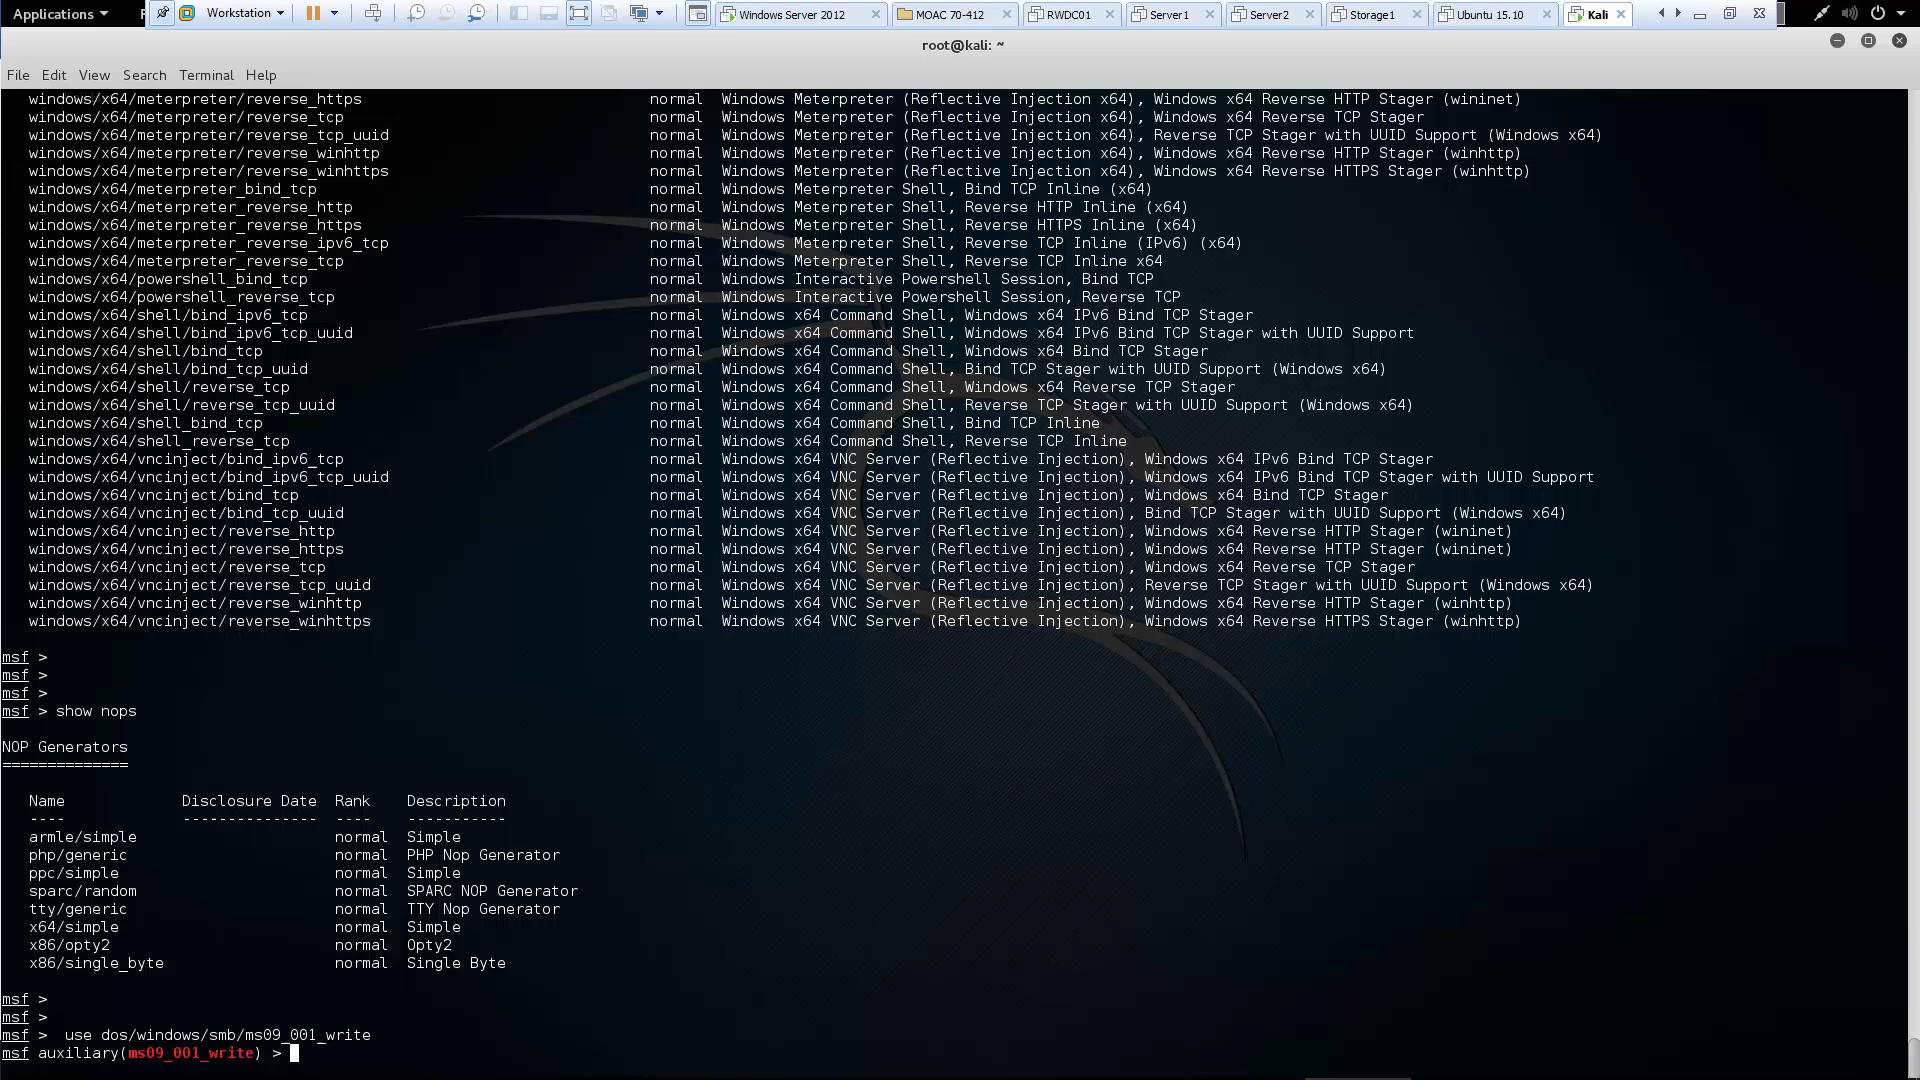 Applications
Workstation
Windows Server 2012
MOAC 70-412
RWDC01
Server1
Server2
Storage1
Ubuntu 15.10
Kali
root@kali: ~
File Edit View Search Terminal Help
windows/x64/meterpreter/reverse_https normal Windows Meterpreter (Reflective Injection x64), Windows x64 Reverse HTTP Stager (wininet)
windows/x64/meterpreter/reverse_tcp normal Windows Meterpreter (Reflective Injection x64), Windows x64 Reverse TCP Stager
windows/x64/meterpreter/reverse_tcp_uuid normal Windows Meterpreter (Reflective Injection x64), Reverse TCP Stager with UUID Support (Windows x64)
windows/x64/meterpreter/reverse_winhttp normal Windows Meterpreter (Reflective Injection x64), Windows x64 Reverse HTTP Stager (winhttp)
windows/x64/meterpreter/reverse_winhttps normal Windows Meterpreter (Reflective Injection x64), Windows x64 Reverse HTTPS Stager (winhttp)
windows/x64/meterpreter_bind_tcp normal Windows Meterpreter Shell, Bind TCP Inline (x64)
windows/x64/meterpreter_reverse_http normal Windows Meterpreter Shell, Reverse HTTP Inline (x64)
windows/x64/meterpreter_reverse_https normal Windows Meterpreter Shell, Reverse HTTPS Inline (x64)
windows/x64/meterpreter_reverse_ipv6_tcp normal Windows Meterpreter Shell, Reverse TCP Inline (IPv6) (x64)
windows/x64/meterpreter_reverse_tcp normal Windows Meterpreter Shell, Reverse TCP Inline x64
windows/x64/powershell_bind_tcp normal Windows Interactive Powershell Session, Bind TCP
windows/x64/powershell_reverse_tcp normal Windows Interactive Powershell Session, Reverse TCP
windows/x64/shell/bind_ipv6_tcp normal Windows x64 Command Shell, Windows x64 IPv6 Bind TCP Stager
windows/x64/shell/bind_ipv6_tcp_uuid normal Windows x64 Command Shell, Windows x64 IPv6 Bind TCP Stager with UUID Support
windows/x64/shell/bind_tcp normal Windows x64 Command Shell, Windows x64 Bind TCP Stager
windows/x64/shell/bind_tcp_uuid normal Windows x64 Command Shell, Bind TCP Stager with UUID Support (Windows x64)
windows/x64/shell/reverse_tcp normal Windows x64 Command Shell, Windows x64 Reverse TCP Stager
windows/x64/shell/reverse_tcp_uuid normal Windows x64 Command Shell, Reverse TCP Stager with UUID Support (Windows x64)
windows/x64/shell_bind_tcp normal Windows x64 Command Shell, Bind TCP Inline
windows/x64/shell_reverse_tcp normal Windows x64 Command Shell, Reverse TCP Inline
windows/x64/vncinject/bind_ipv6_tcp normal Windows x64 VNC Server (Reflective Injection), Windows x64 IPv6 Bind TCP Stager
windows/x64/vncinject/bind_ipv6_tcp_uuid normal Windows x64 VNC Server (Reflective Injection), Windows x64 IPv6 Bind TCP Stager with UUID Support
windows/x64/vncinject/bind_tcp normal Windows x64 VNC Server (Reflective Injection), Windows x64 Bind TCP Stager
windows/x64/vncinject/bind_tcp_uuid normal Windows x64 VNC Server (Reflective Injection), Bind TCP Stager with UUID Support (Windows x64)
windows/x64/vncinject/reverse_http normal Windows x64 VNC Server (Reflective Injection), Windows x64 Reverse HTTP Stager (wininet)
windows/x64/vncinject/reverse_https normal Windows x64 VNC Server (Reflective Injection), Windows x64 Reverse HTTP Stager (wininet)
windows/x64/vncinject/reverse_tcp normal Windows x64 VNC Server (Reflective Injection), Windows x64 Reverse TCP Stager
windows/x64/vncinject/reverse_tcp_uuid normal Windows x64 VNC Server (Reflective Injection), Reverse TCP Stager with UUID Support (Windows x64)
windows/x64/vncinject/reverse_winhttp normal Windows x64 VNC Server (Reflective Injection), Windows x64 Reverse HTTP Stager (winhttp)
windows/x64/vncinject/reverse_winhttps normal Windows x64 VNC Server (Reflective Injection), Windows x64 Reverse HTTPS Stager (winhttp)
msf >
msf >
msf >
msf > show nops
NOP Generators
==============
Name Disclosure Date Rank Description
---- --------------- ---- -----------
armle/simple normal Simple
php/generic normal PHP Nop Generator
ppc/simple normal Simple
sparc/random normal SPARC NOP Generator
tty/generic normal TTY Nop Generator
x64/simple normal Simple
x86/opty2 normal Opty2
x86/single_byte normal Single Byte
msf >
msf >
msf > use dos/windows/smb/ms09_001_write
msf auxiliary(ms09_001_write) >